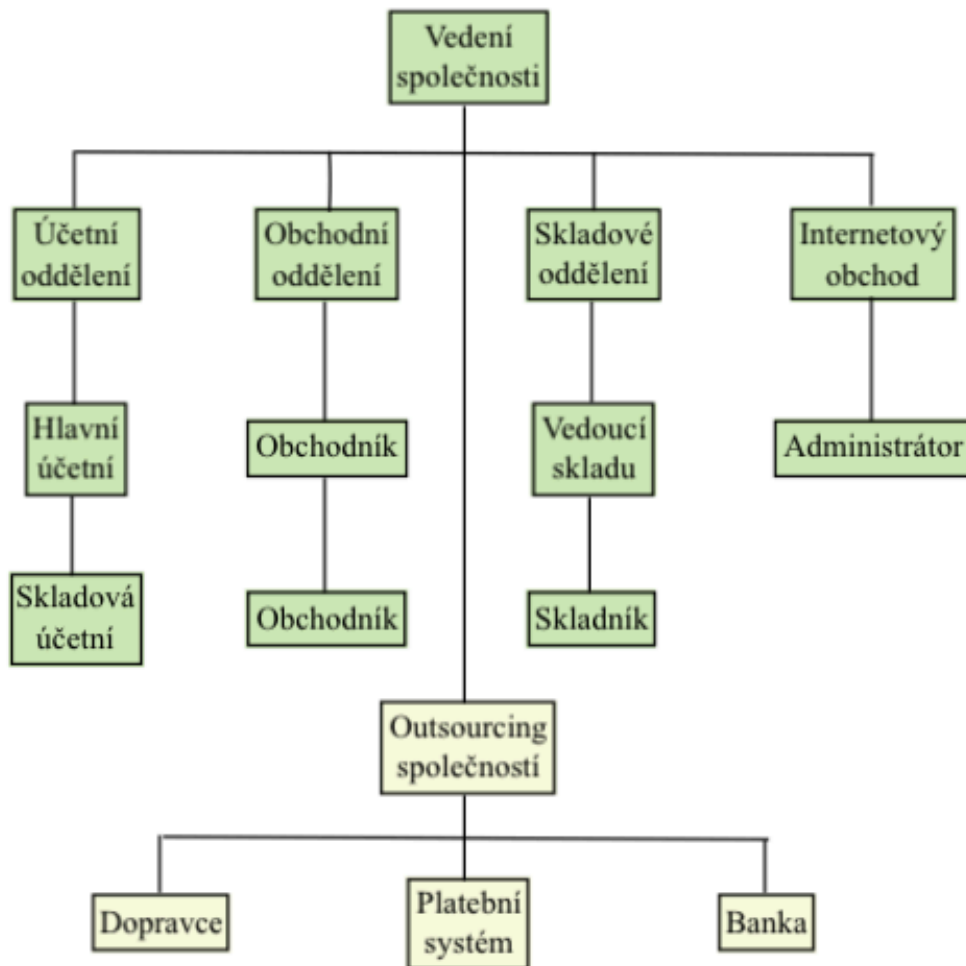 Vedení
společnosti
Účetní
oddělení
Obchodní
oddělení
Skladové
oddělení
Internetový
obchod
Hlavní
účetní
Obchodník
Vedoucí
skladu
Administrátor
Skladová
účetní
Obchodník
Skladník
Outsourcing
společností
Dopravce
Platební
systém
Banka